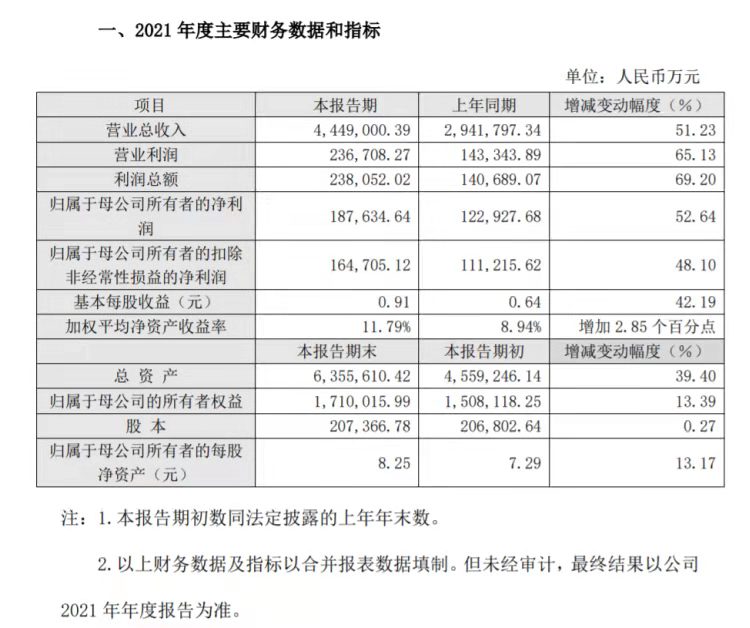 一、2021 年度主要财务数据和指标
单位：人民币万元
项目 本报告期 上年同期 增减变动幅度（%）
营业总收入 4,449,000.39 2,941,797.34 51.23
营业利润 236,708.27 143,343.89 65.13
利润总额 238,052.02 140,689.07 69.20
归属于母公司所有者的净利
润 187,634.64 122,927.68 52.64
归属于母公司所有者的扣除
非经常性损益的净利润 164,705.12 111,215.62 48.10
基本每股收益（元） 0.91 0.64 42.19
加权平均净资产收益率 11.79% 8.94% 增加 2.85 个百分点
本报告期末 本报告期初 增减变动幅度（%）
总 资 产 6,355,610.42 4,559,246.14 39.40
归属于母公司的所有者权益 1,710,015.99 1,508,118.25 13.39
股 本 207,366.78 206,802.64 0.27
归属于母公司所有者的每股
净资产（元） 8.25 7.29 13.17
注：1.本报告期初数同法定披露的上年年末数。
2.以上财务数据及指标以合并报表数据填制。但未经审计，最终结果以公司
2021 年年度报告为准。